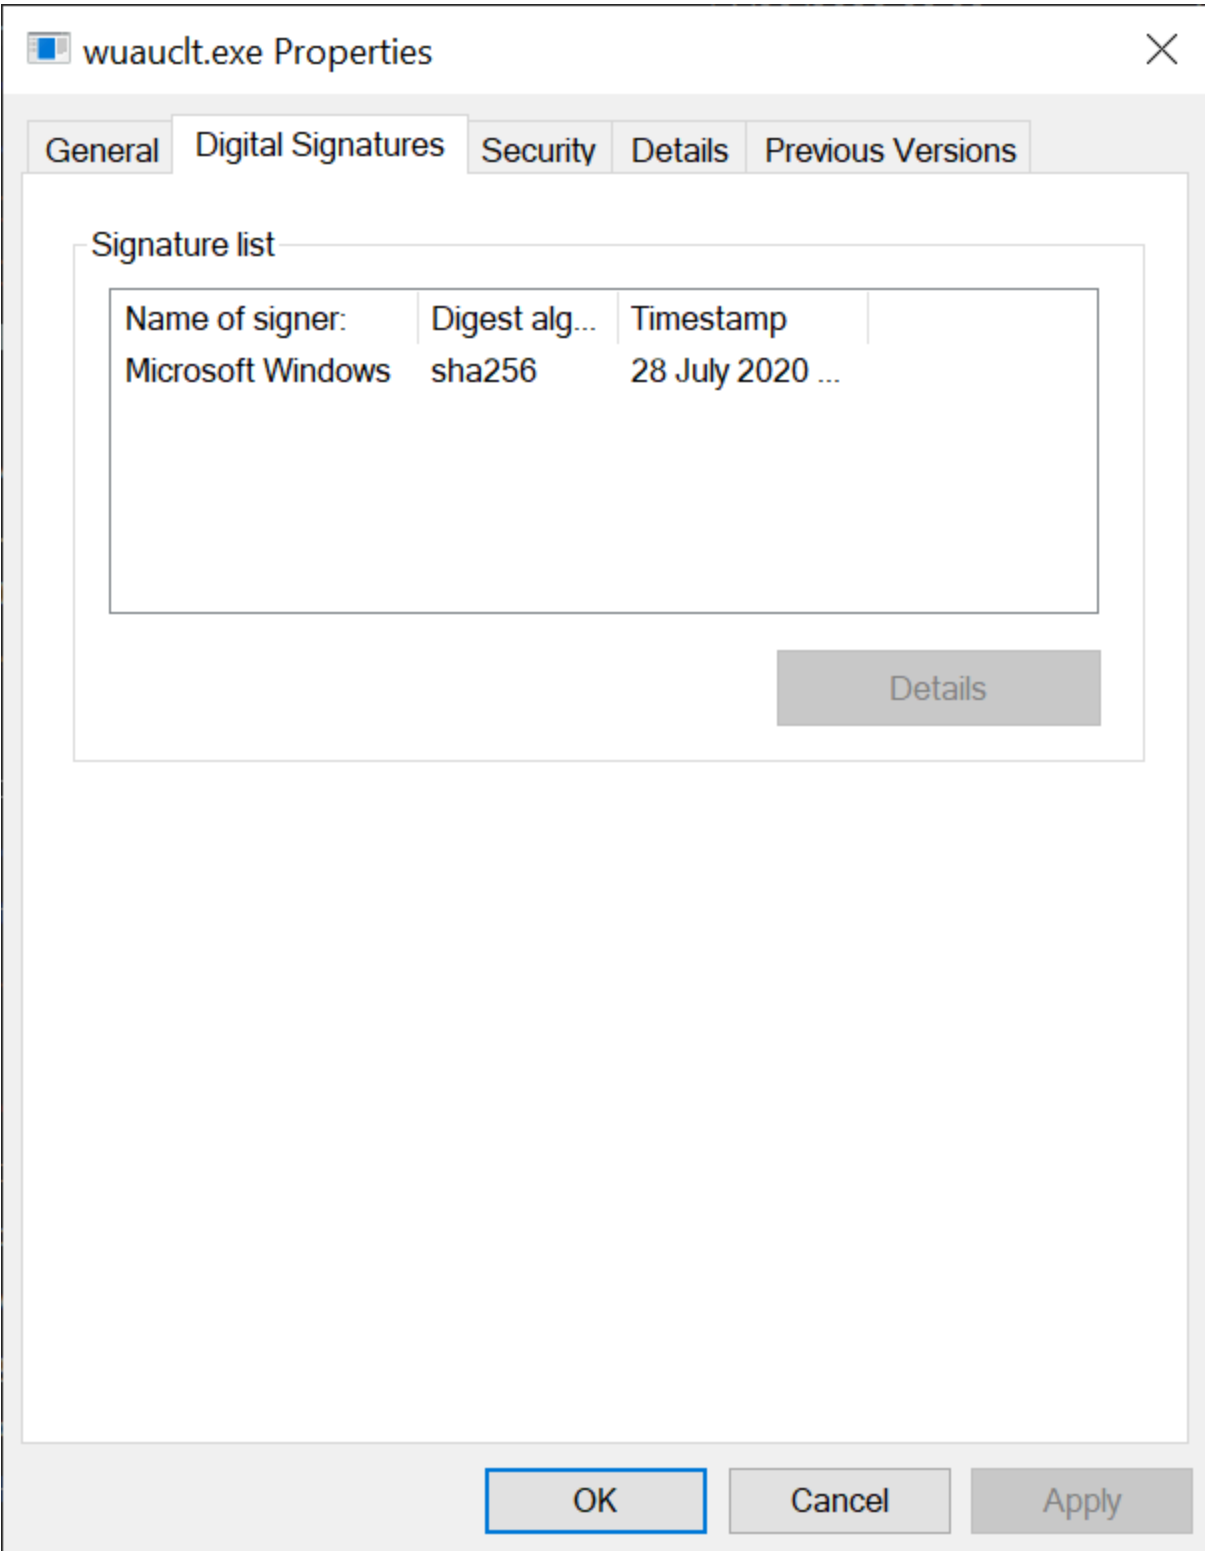 wuauclt.exe Properties
General Digital Signatures Security Details Previous Versions
Signature list
Name of signer: Digest alg... Timestamp
Microsoft Windows sha256 28 July 2020 ...
Details
OK Cancel Apply